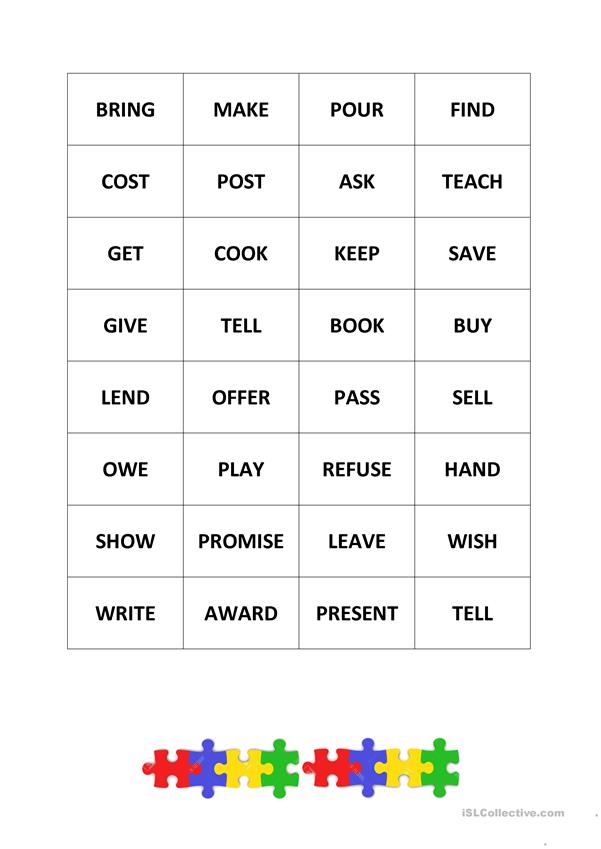 BRING MAKE POUR FIND
COST POST ASK TEACH
GET COOK KEEP SAVE
GIVE TELL BOOK BUY
LEND OFFER PASS SELL
OWE PLAY REFUSE HAND
SHOW PROMISE LEAVE WISH
WRITE AWARD PRESENT TELL
iSLCollective.com